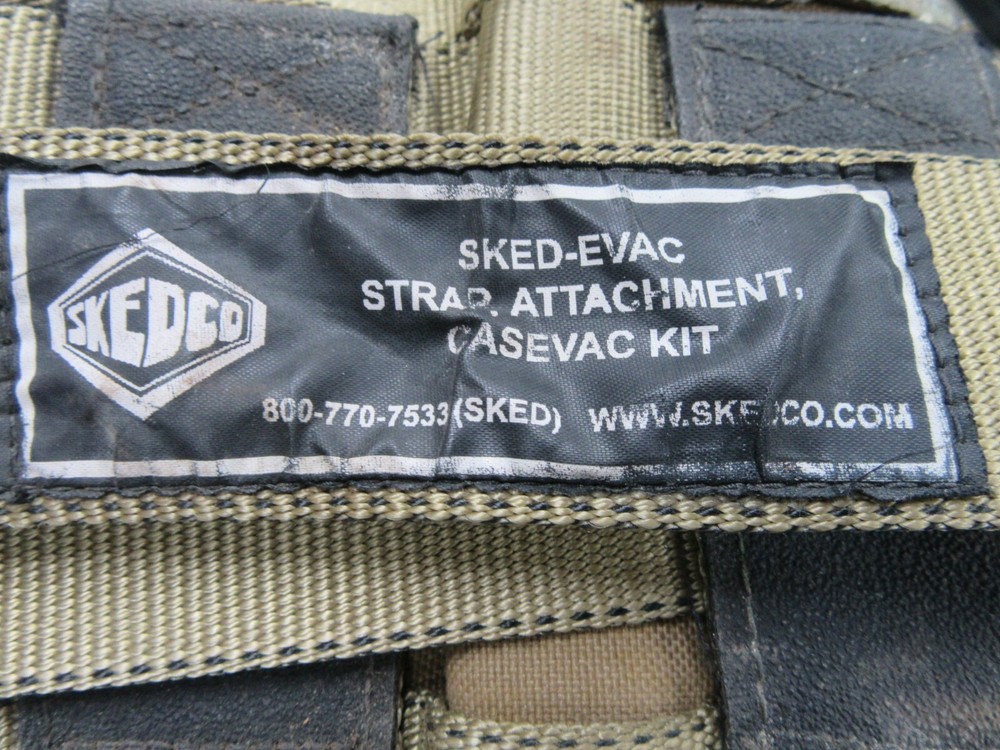 SKEDCO
SKED-EVAC
STRAP, ATTACHMENT,
CASEVAC KIT
800-770-7533(SKED) WWW.SKEDCO.COM